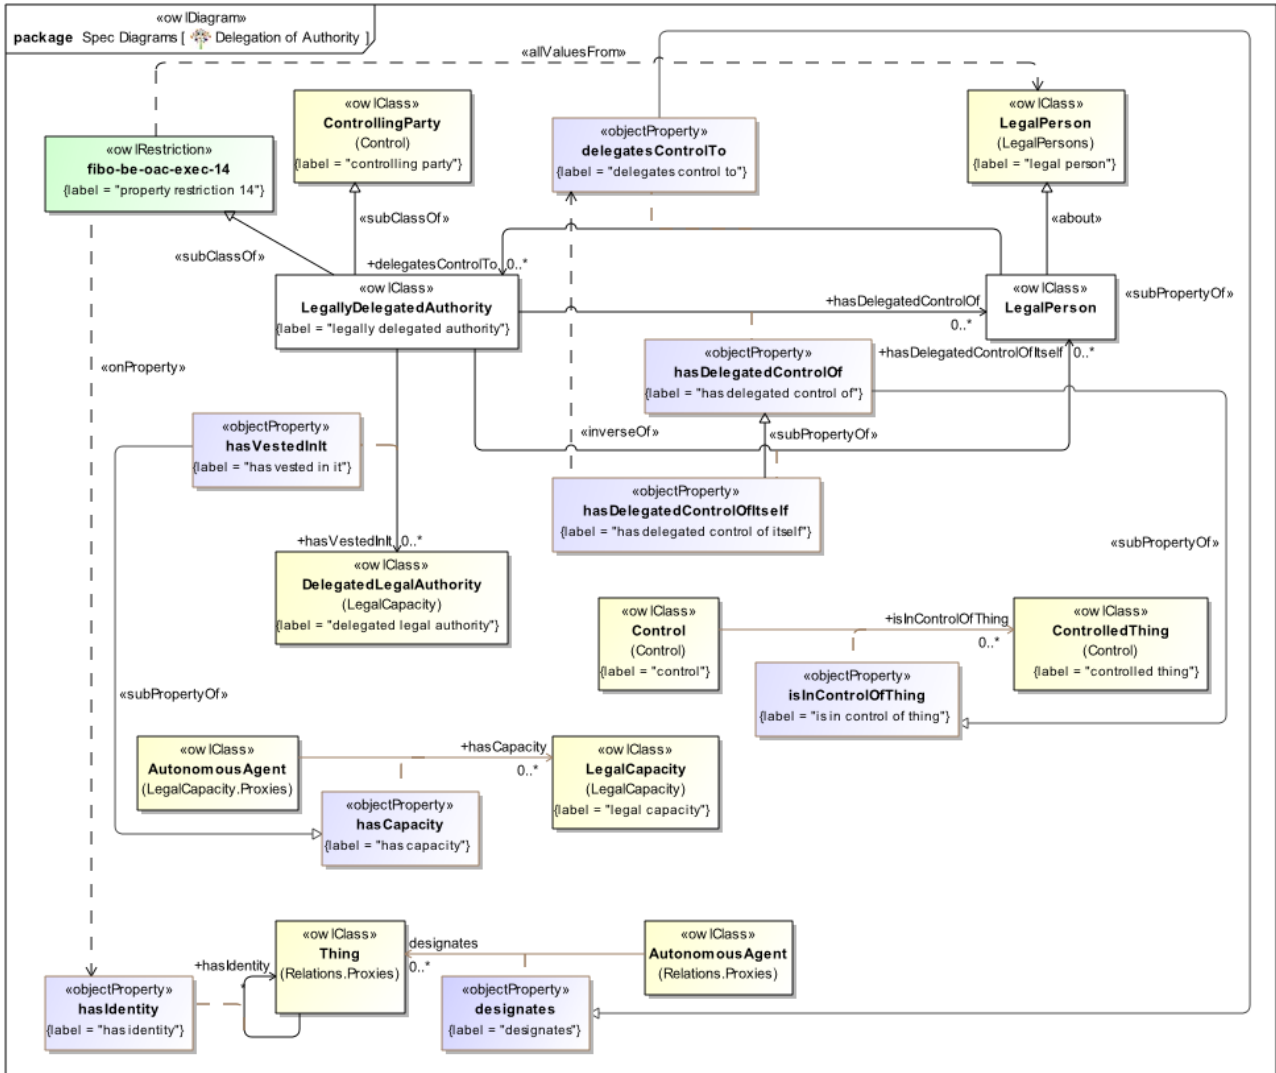 «owlDiagram»
package Spec Diagrams [ Delegation of Authority ]
«allValuesFrom»
«owlClass»
ControllingParty
(Control)
{label = "controlling party"}
«owlClass»
LegalPerson
(LegalPersons)
{label = "legal person"}
«objectProperty»
delegatesControlTo
{label = "delegates control to"}
«owlRestriction»
fibo-be-oac-exec-14
{label = "property restriction 14"}
«subClassOf»
«about»
«subClassOf»
+delegatesControlTo
0..*
«owlClass»
LegallyDelegatedAuthority
{label = "legally delegated authority"}
+hasDelegatedControlOf
0..*
«owlClass»
LegalPerson
«subPropertyOf»
«onProperty»
«objectProperty»
hasDelegatedControlOf
{label = "has delegated control of"}
+hasDelegatedControlOfItself
0..*
«objectProperty»
hasVestedInIt
{label = "has vested in it"}
«inverseOf»
«subPropertyOf»
«objectProperty»
hasDelegatedControlOfItself
{label = "has delegated control of itself"}
+hasVestedInIt
0..*
«subPropertyOf»
«owlClass»
DelegatedLegalAuthority
(LegalCapacity)
{label = "delegated legal authority"}
«owlClass»
Control
(Control)
{label = "control"}
+isInControlOfThing
0..*
«owlClass»
ControlledThing
(Control)
{label = "controlled thing"}
«objectProperty»
isInControlOfThing
{label = "is in control of thing"}
«subPropertyOf»
«owlClass»
AutonomousAgent
(LegalCapacity.Proxies)
+hasCapacity
0..*
«owlClass»
LegalCapacity
(LegalCapacity)
{label = "legal capacity"}
«objectProperty»
hasCapacity
{label = "has capacity"}
+hasIdentity
*
«owlClass»
Thing
(Relations.Proxies)
designates
0..*
«owlClass»
AutonomousAgent
(Relations.Proxies)
«objectProperty»
hasIdentity
{label = "has identity"}
«objectProperty»
designates
{label = "designates"}